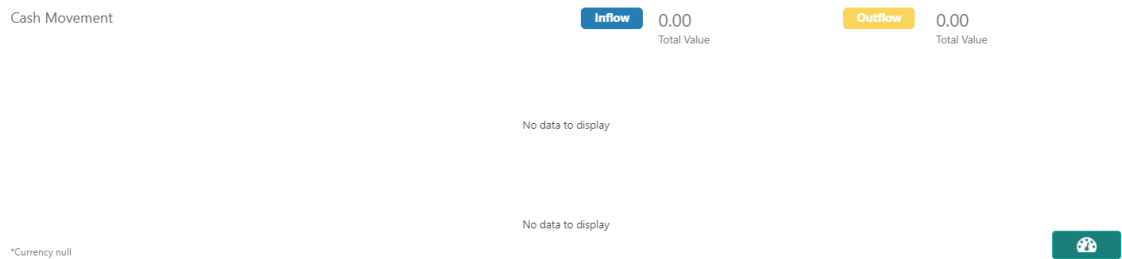 Cash Movement
Inflow
0.00
Total Value
Outflow
0.00
Total Value
No data to display
No data to display
*Currency null